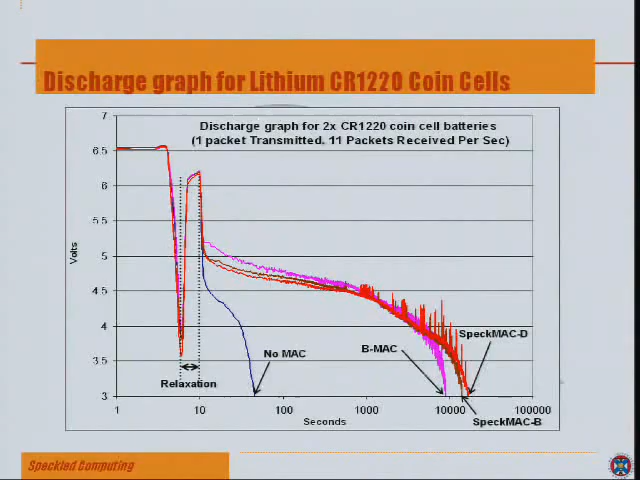 Discharge graph for Lithium CR1220 Coin Cells
Discharge graph for 2x CR1220 coin cell batteries
(1 packet Transmitted, 11 Packets Received Per Sec)
7
6.5
6
5.5
5
4.5
4
3.5
3
Volts
No MAC
B-MAC
SpeckMAC-D
Relaxation
1
10
100
1000
10000
100000
Seconds
SpeckMAC-B
Speckled Computing